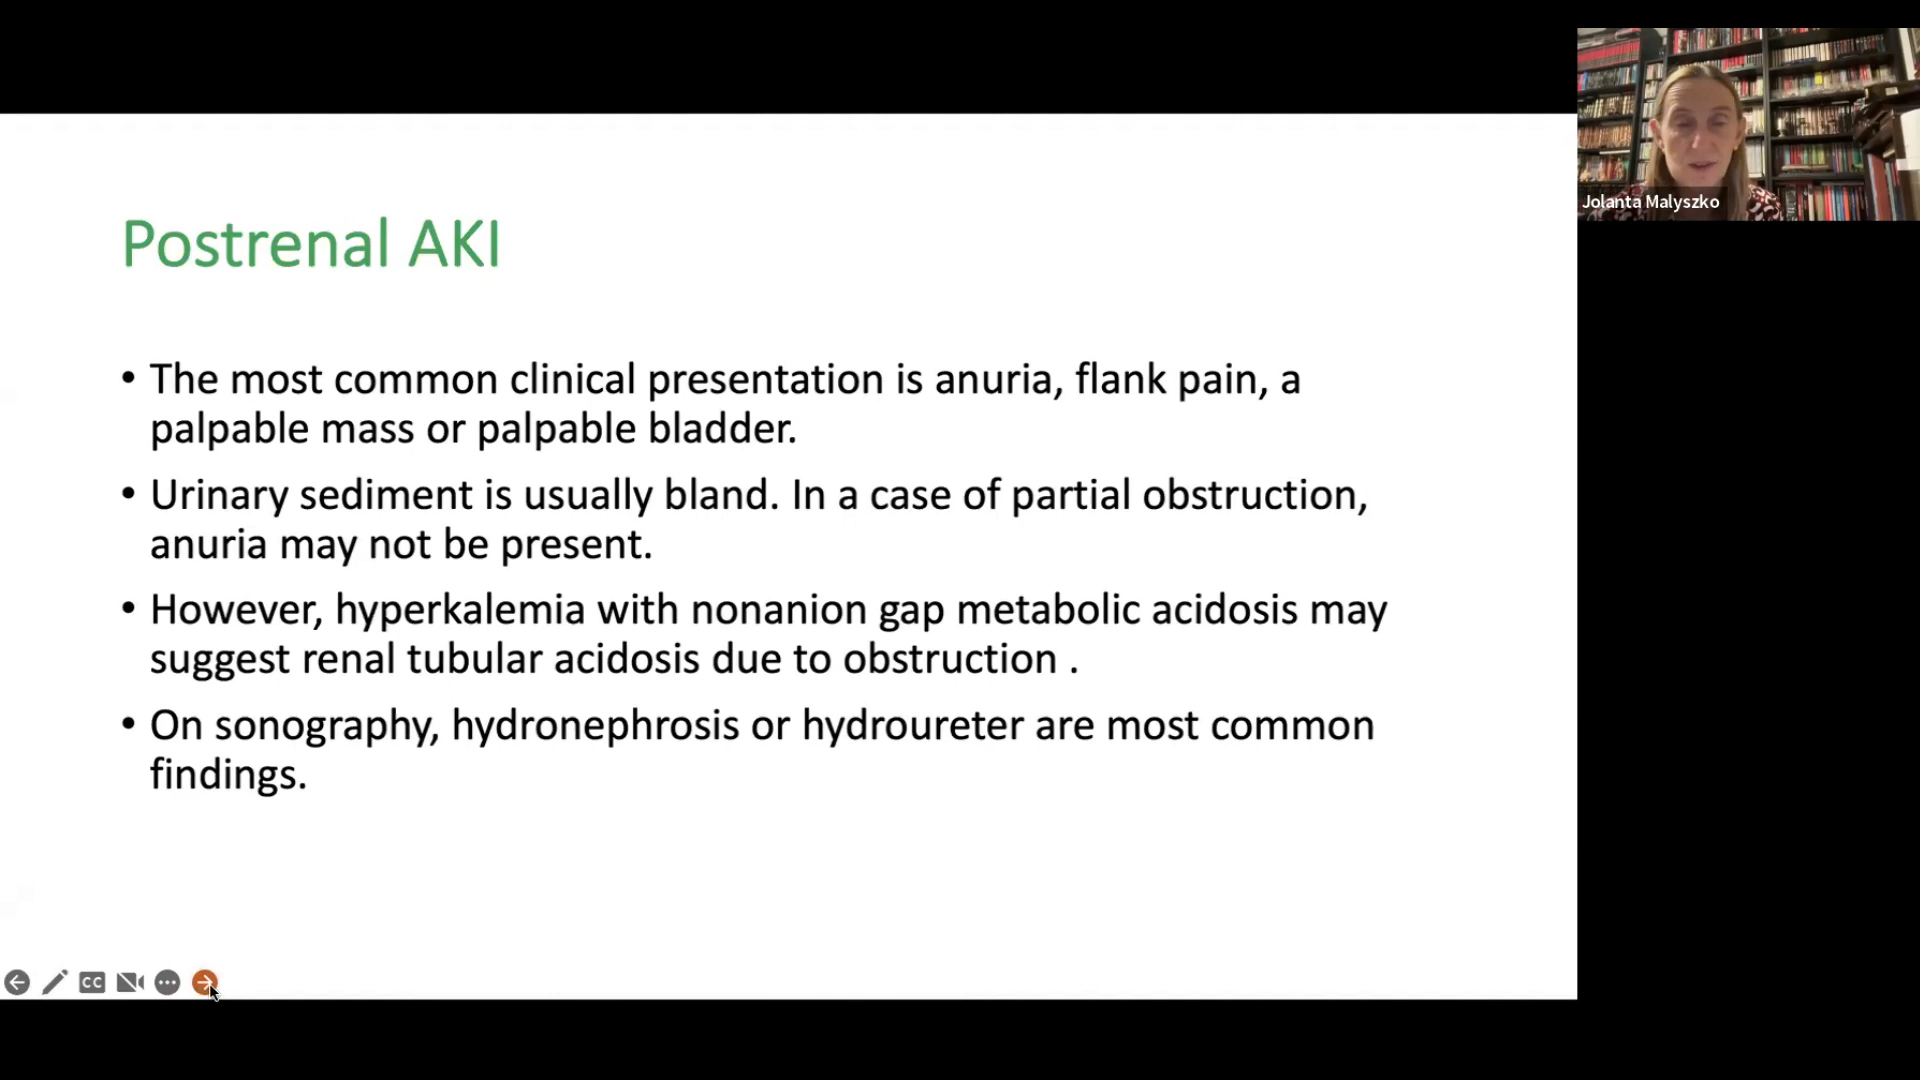 Jolanta Malyszko
Postrenal AKI
• The most common clinical presentation is anuria, flank pain, a
palpable mass or palpable bladder.
• Urinary sediment is usually bland. In a case of partial obstruction,
anuria may not be present.
• However, hyperkalemia with nonanion gap metabolic acidosis may
suggest renal tubular acidosis due to obstruction .
• On sonography, hydronephrosis or hydroureter are most common
findings.
CC